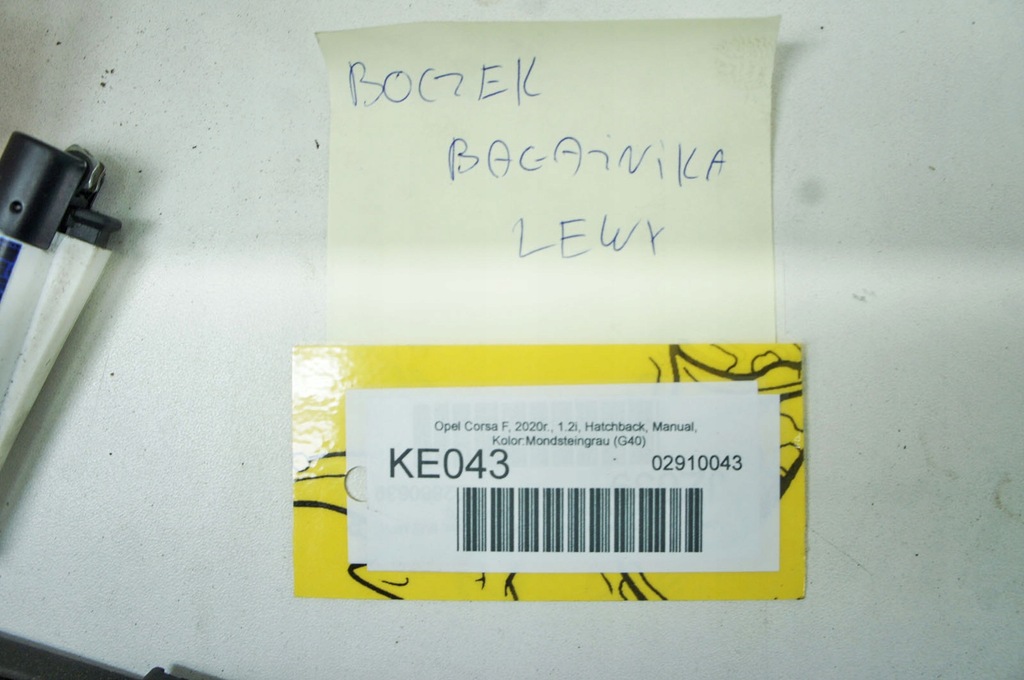 BOCZEK
BAGAŻNIKA
LEWY
Opel Corsa F, 2020r., 1.2i, Hatchback, Manual,
Kolor:Mondsteingrau (G40)
KE043 02910043